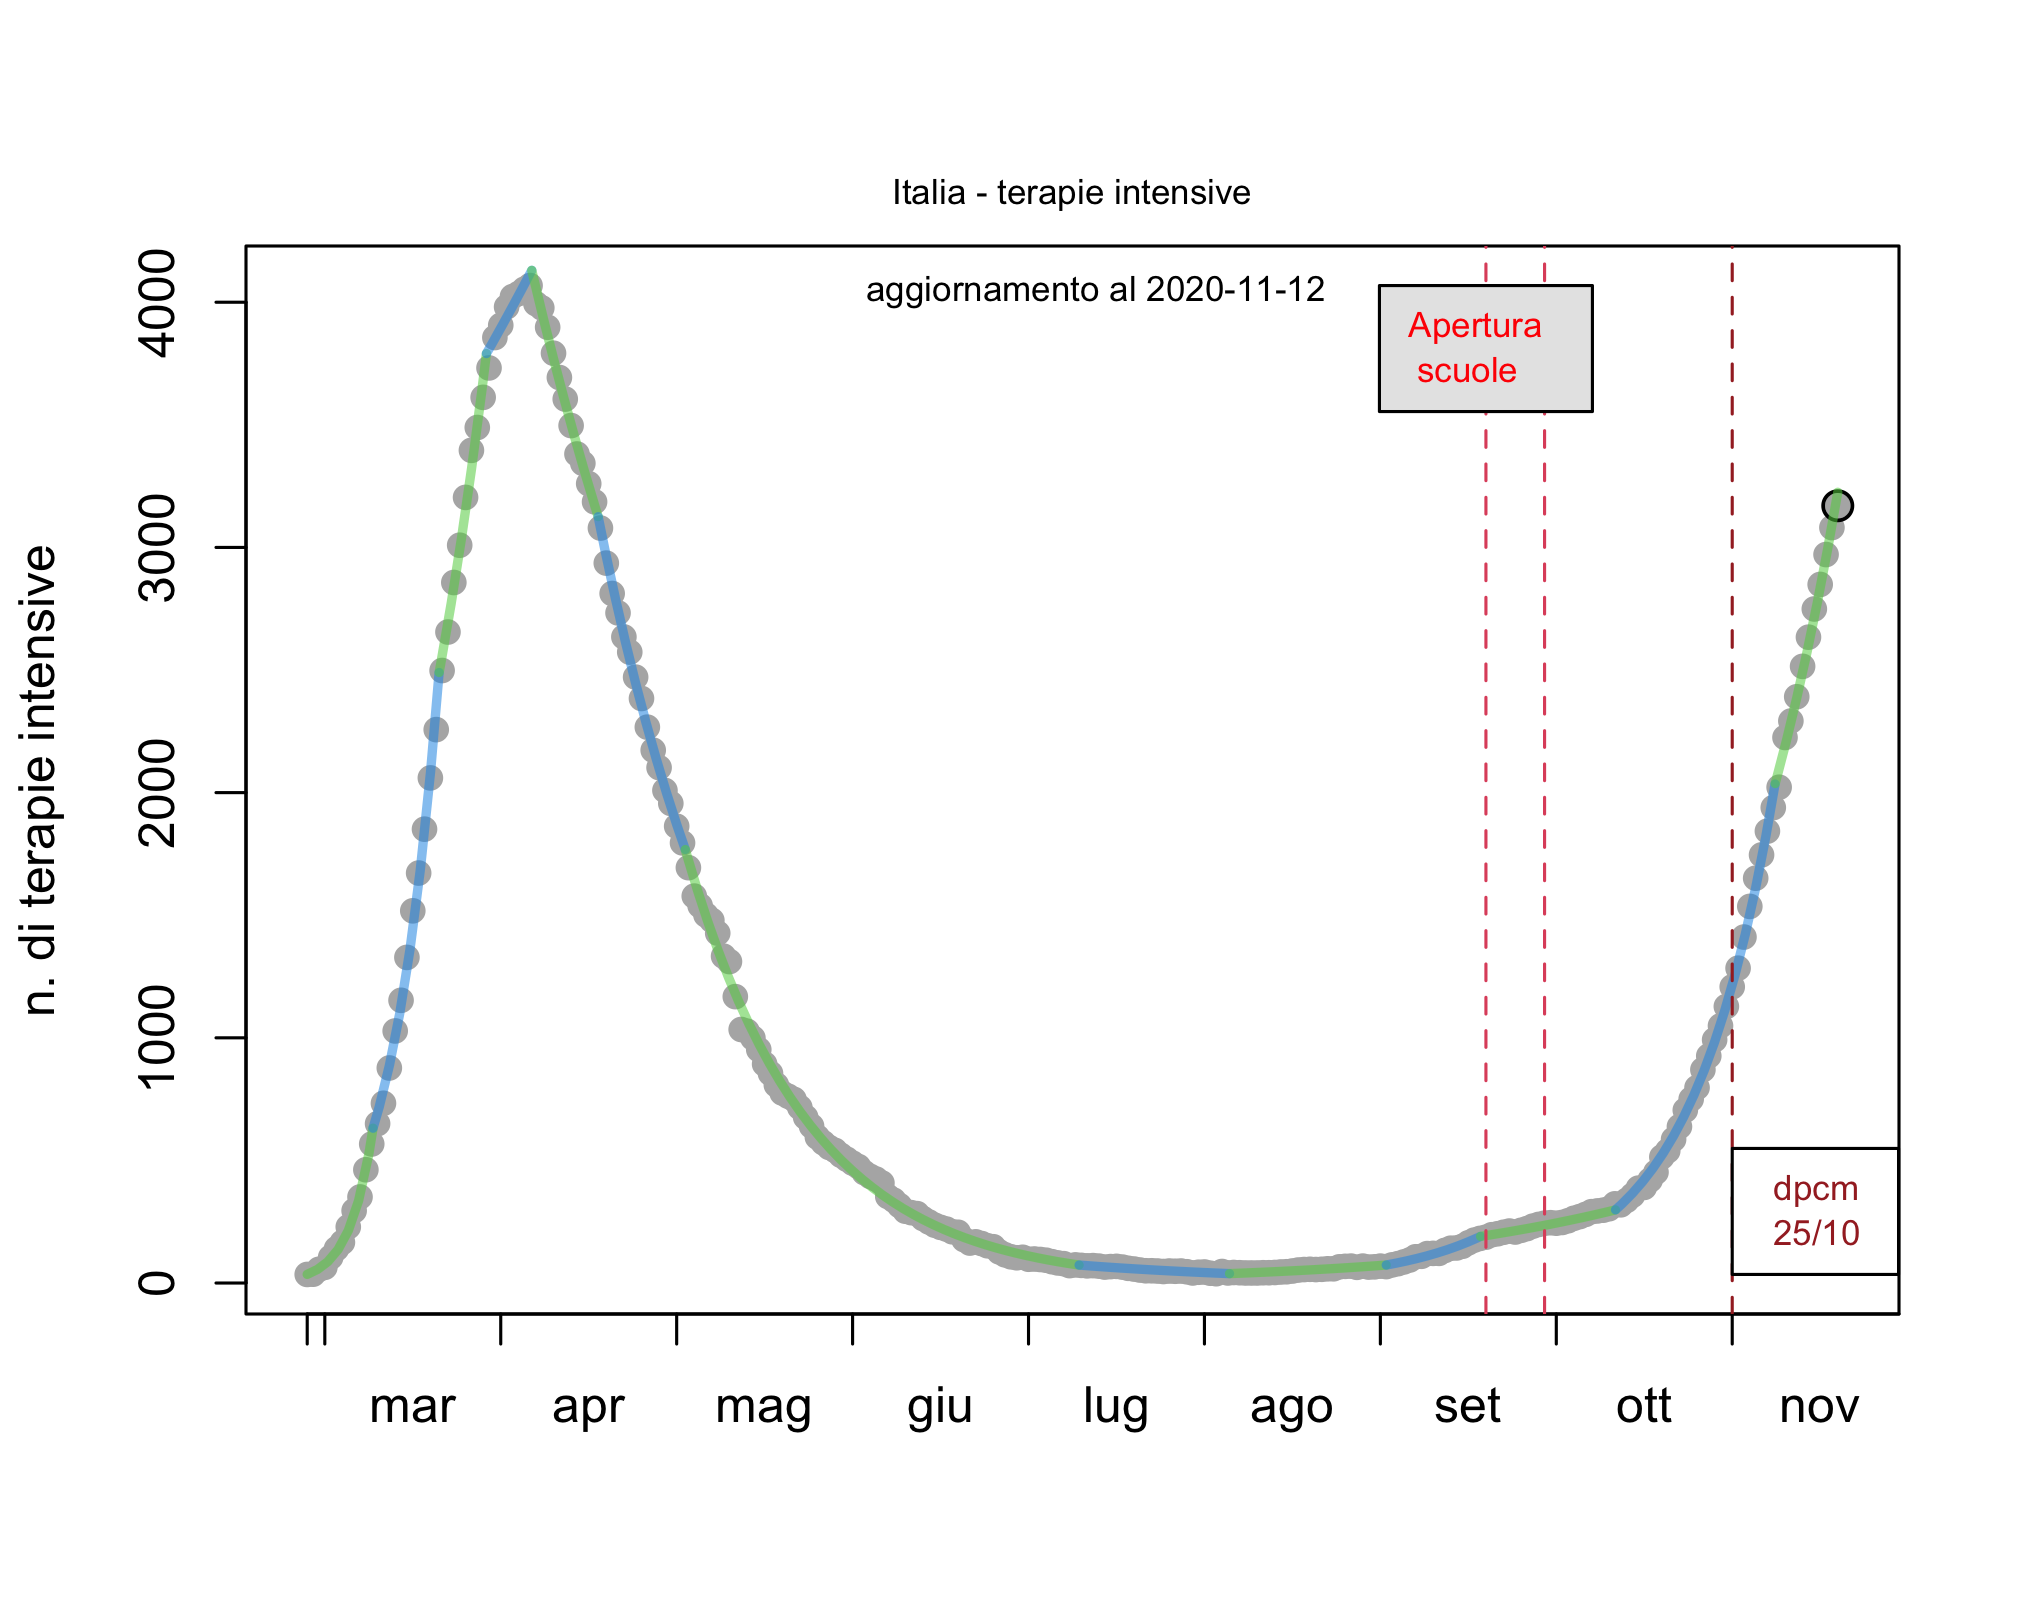 Italia - terapie intensive
aggiornamento al 2020-11-12
Apertura
scuole
n. di terapie intensive
4000
3000
2000
1000
0
dpcm
25/10
mar apr mag giu lug ago set ott nov